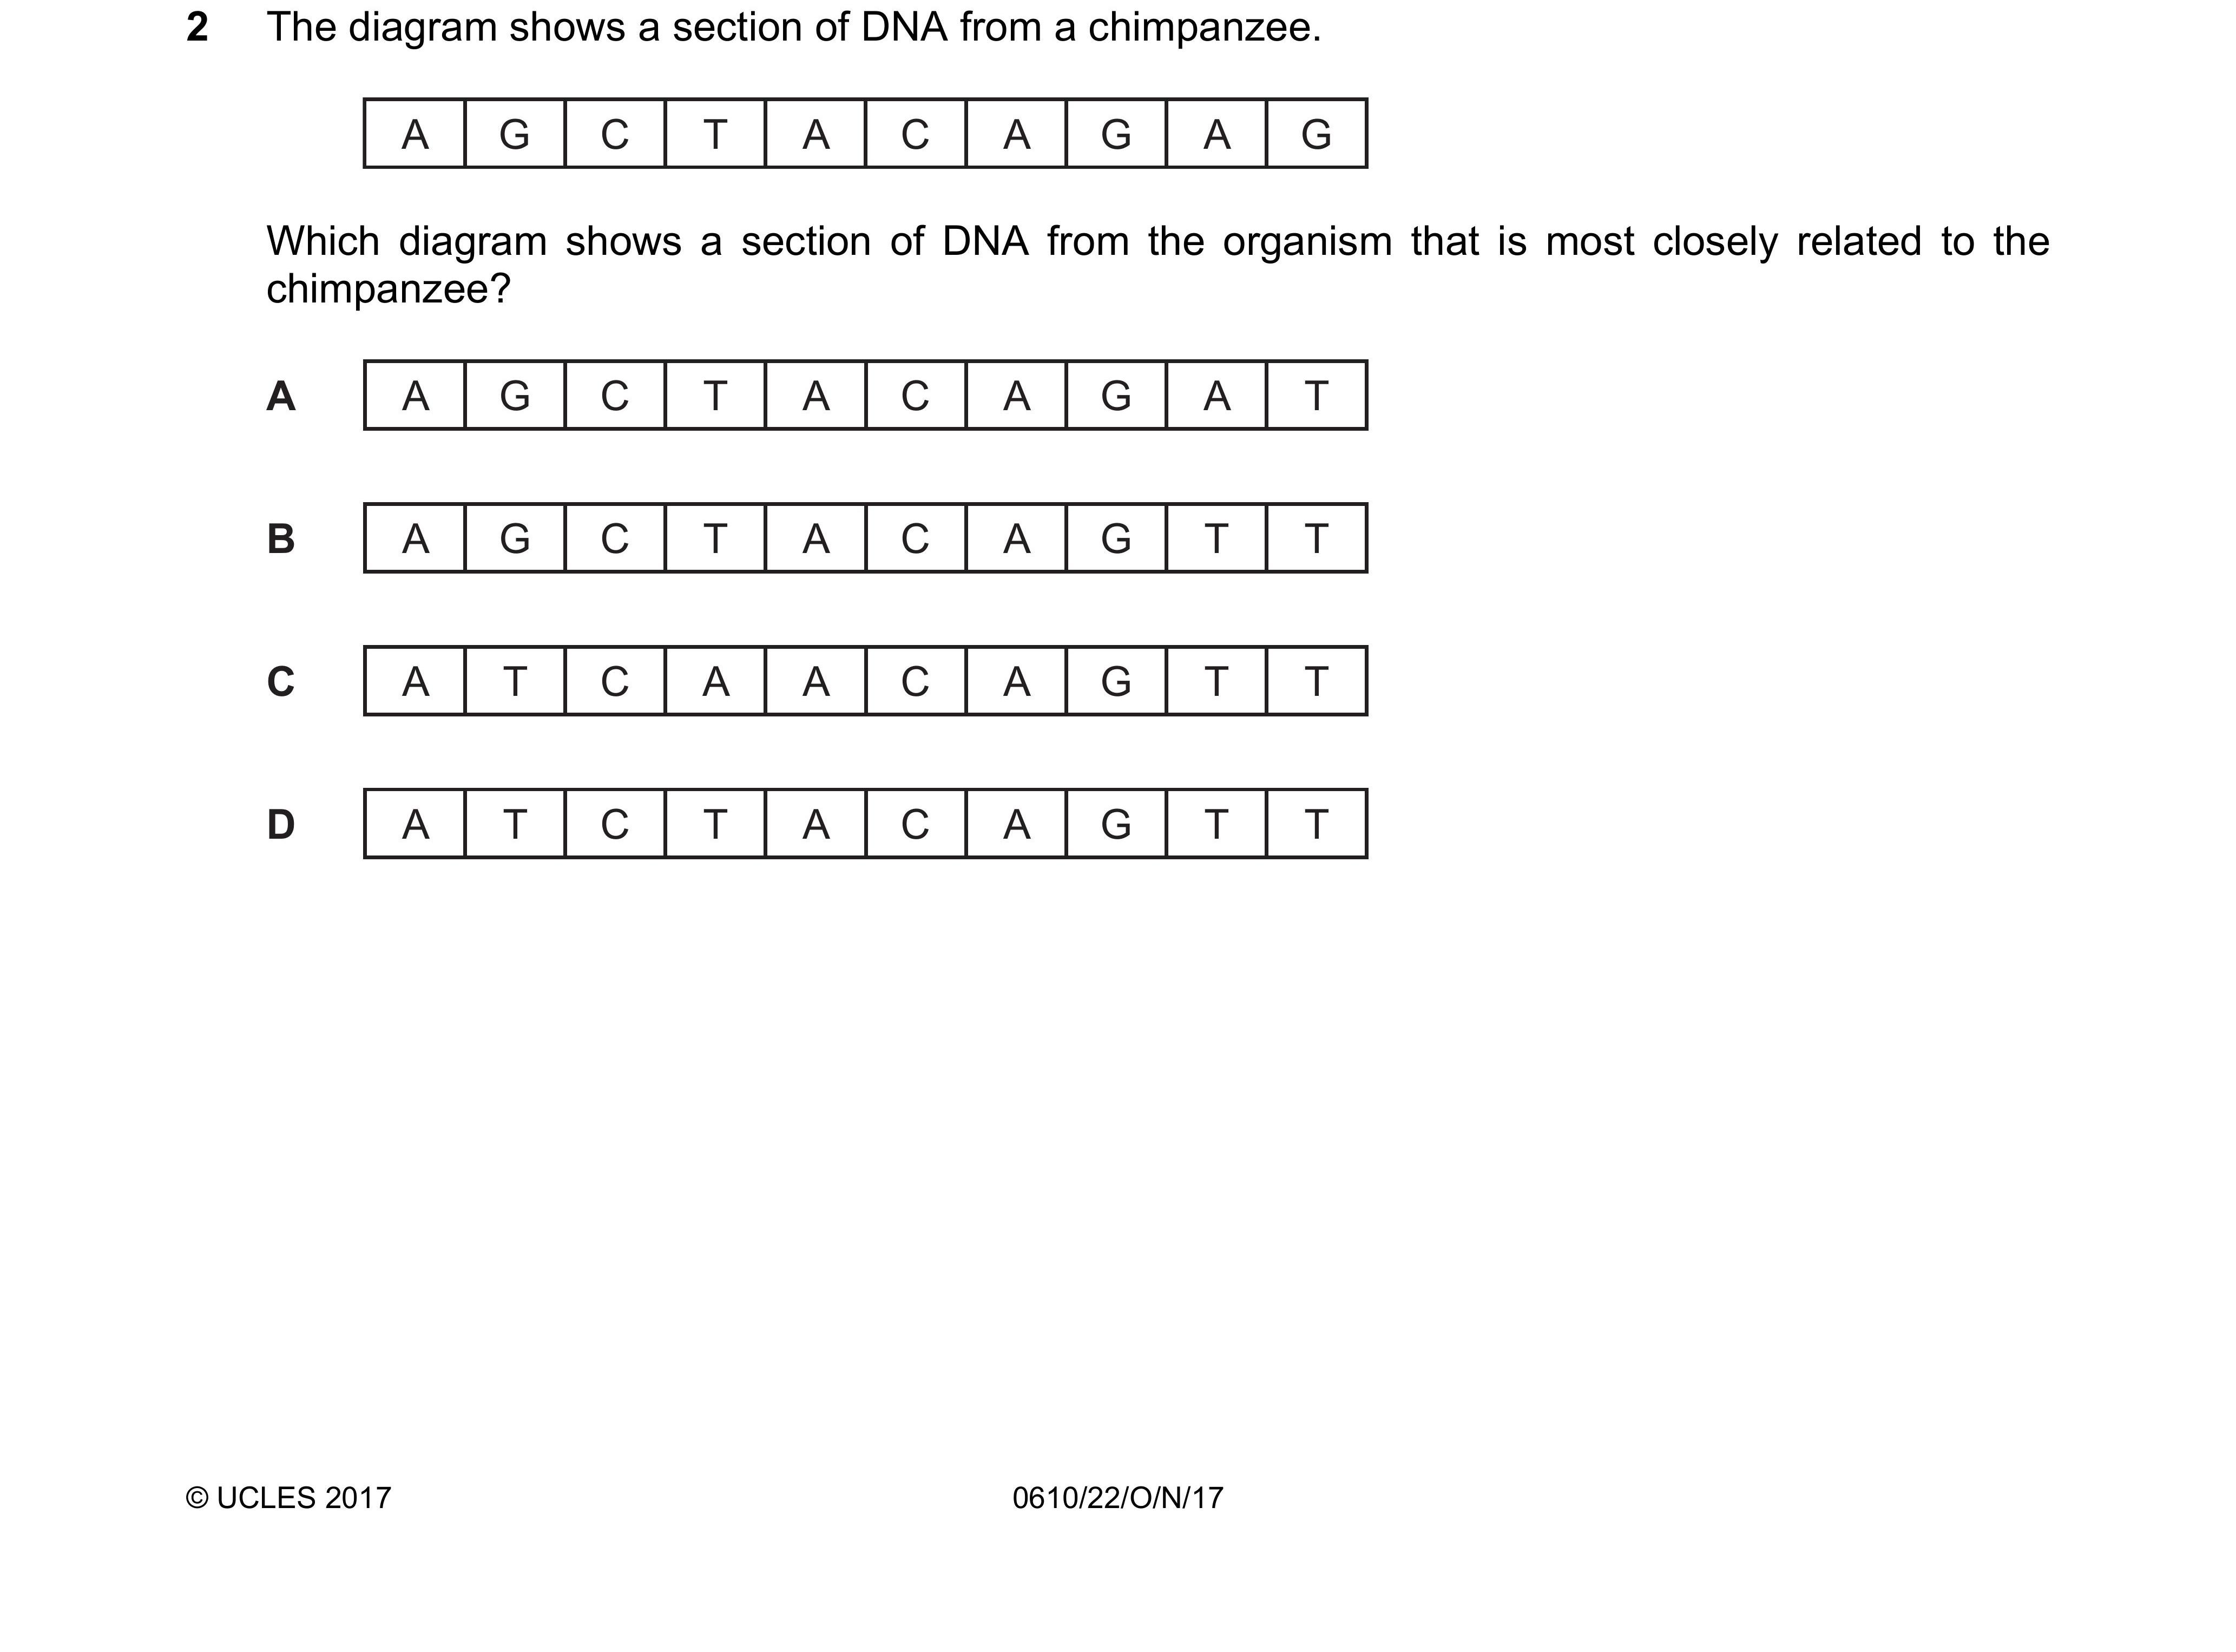 2 The diagram shows a section of DNA from a chimpanzee.
A G C T A C A G A G
Which diagram shows a section of DNA from the organism that is most closely related to the
chimpanzee?
A A G C T A C A G A T
B A G C T A C A G T T
C A T C A A C A G T T
D A T C T A C A G T T
© UCLES 2017 0610/22/O/N/17